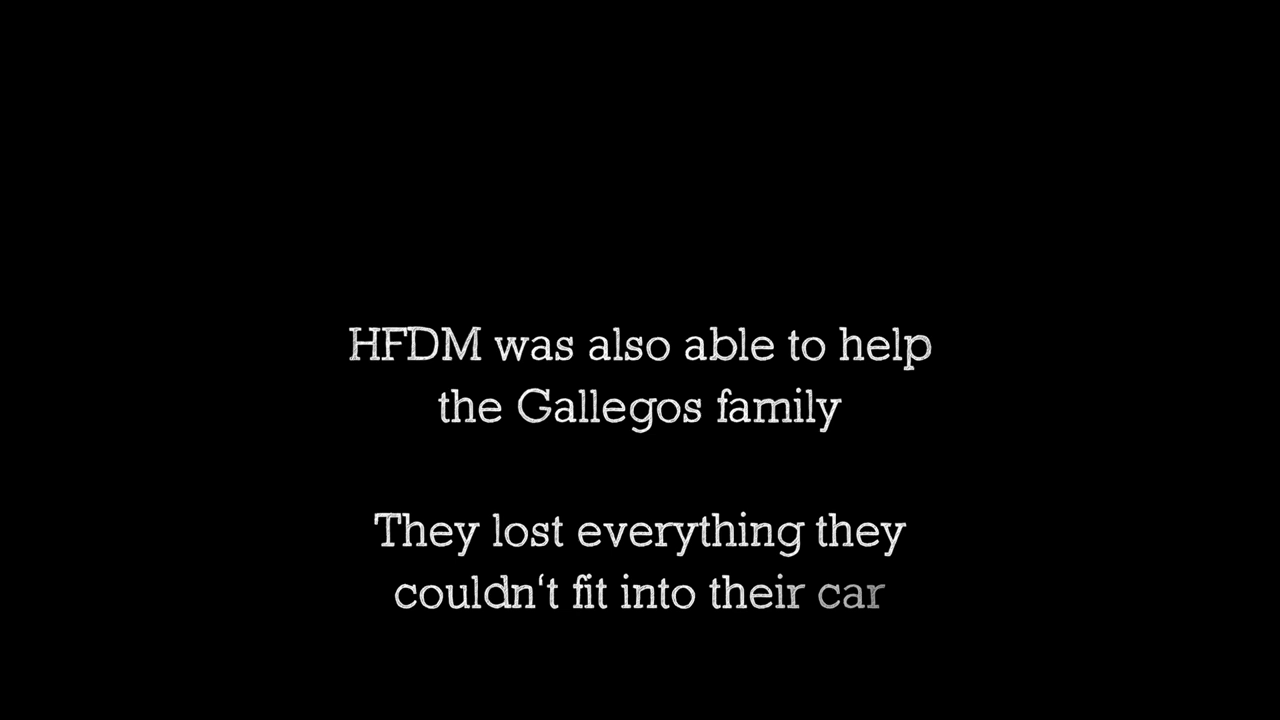 HFDM was also able to help
the Gallegos family
They lost everything they
couldn‘t fit into their car